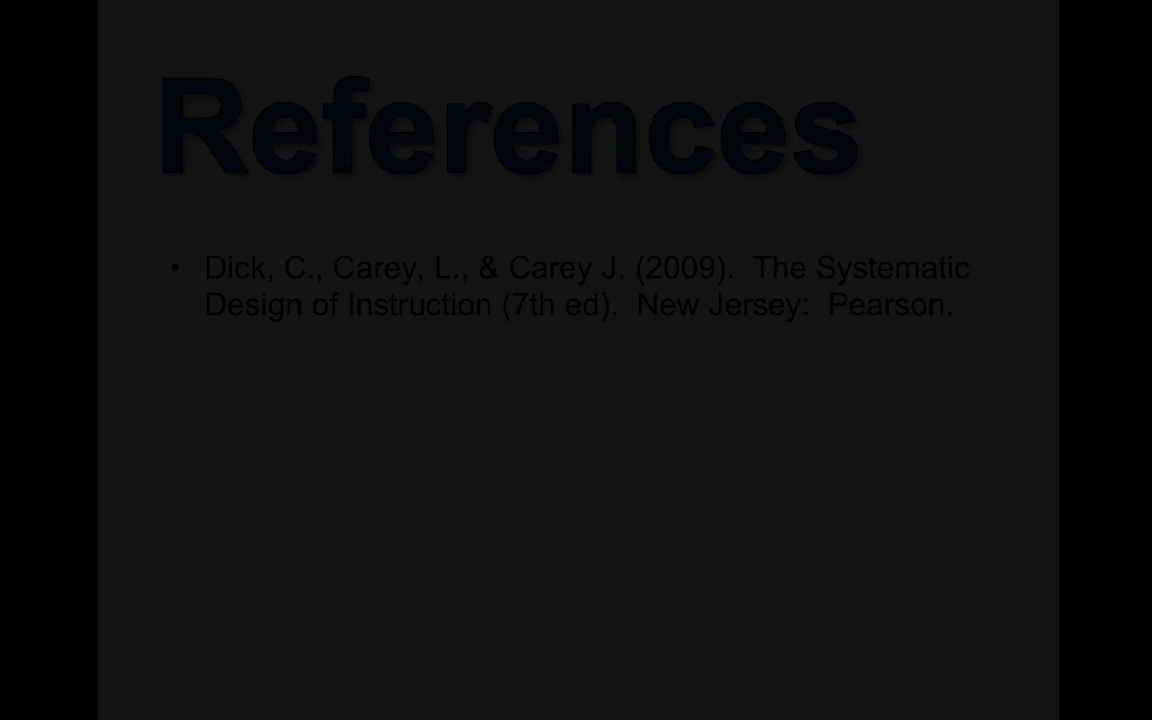 References
• Dick, C., Carey, L., & Carey J. (2009).  The Systematic
Design of Instruction (7th ed).  New Jersey:  Pearson.